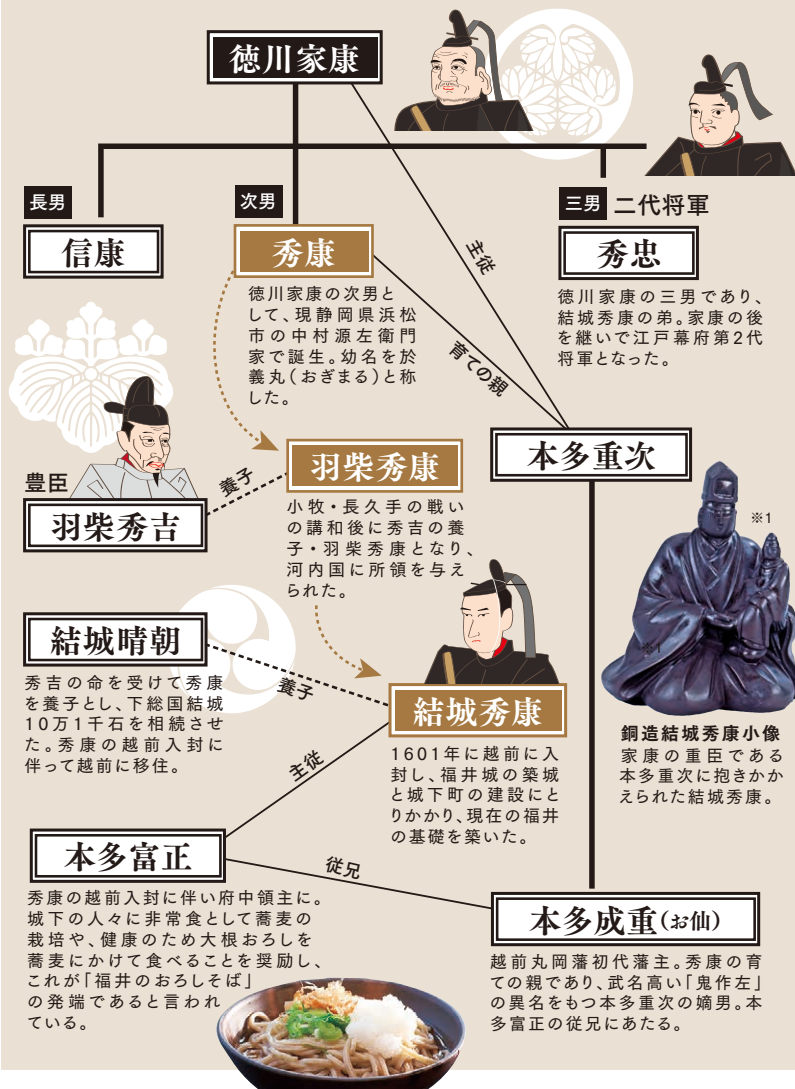 徳川家康
長男
信康
次男
秀康
徳川家康の次男と
して、現静岡県浜松
市の中村源左衛門
家で誕生。幼名を於
義丸（おぎまる）と称
した。
三男 二代将軍
秀忠
徳川家康の三男であり、
結城秀康の弟。家康の後
を継いで江戸幕府第2代
将軍となった。
主従
育ての親
本多重次
羽柴秀康
小牧・長久手の戦い
の講和後に秀吉の養
子・羽柴秀康となり、
河内国に所領を与え
られた。
養子
豊臣
羽柴秀吉
※1
結城晴朝
秀吉の命を受けて秀康
を養子とし、下総国結城
10万1千石を相続させ
た。秀康の越前入封に
伴って越前に移住。
養子
結城秀康
1601年に越前に入
封し、福井城の築城
と城下町の建設にと
りかかり、現在の福井
の基礎を築いた。
銅造結城秀康小像
家康の重臣である
本多重次に抱きかか
えられた結城秀康。
主従
本多富正
秀康の越前入封に伴い府中領主に。
城下の人々に非常食として蕎麦の
栽培や、健康のため大根おろしを
蕎麦にかけて食べることを奨励し、
これが「福井のおろしそば」
の発端であると言われ
ている。
従兄
本多成重（お仙）
越前丸岡藩初代藩主。秀康の育
ての親であり、武名高い「鬼作左」
の異名をもつ本多重次の嫡男。本
多富正の従兄にあたる。